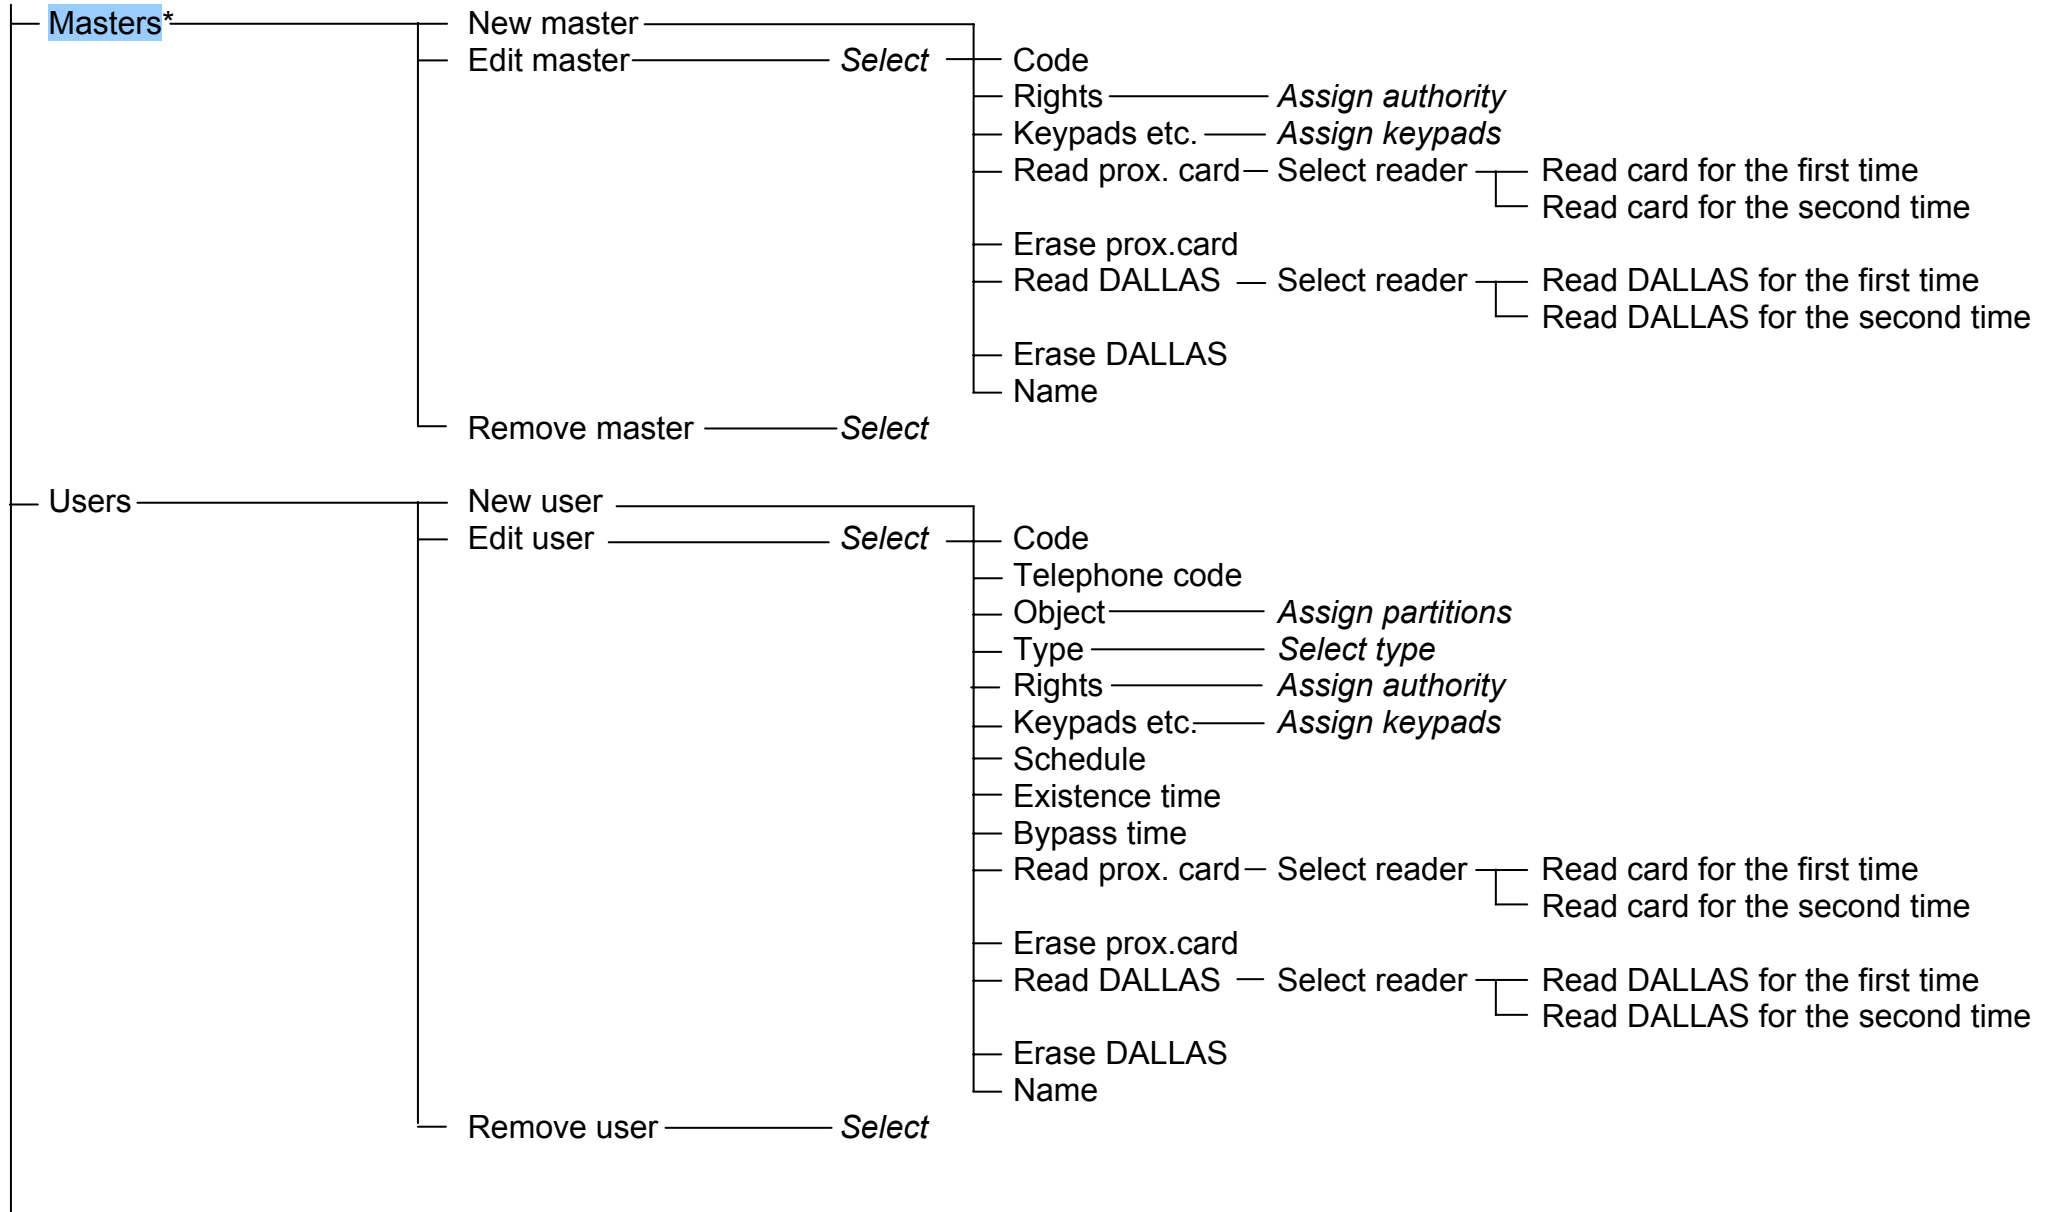 Masters* New master
Edit master Select Code
Rights Assign authority
Keypads etc. Assign keypads
Read prox. card Select reader Read card for the first time
Read card for the second time
Erase prox.card
Read DALLAS Select reader Read DALLAS for the first time
Read DALLAS for the second time
Erase DALLAS
Name
Remove master Select
Users New user
Edit user Select Code
Telephone code
Object Assign partitions
Type Select type
Rights Assign authority
Keypads etc. Assign keypads
Schedule
Existence time
Bypass time
Read prox. card Select reader Read card for the first time
Read card for the second time
Erase prox.card
Read DALLAS Select reader Read DALLAS for the first time
Read DALLAS for the second time
Erase DALLAS
Name
Remove user Select